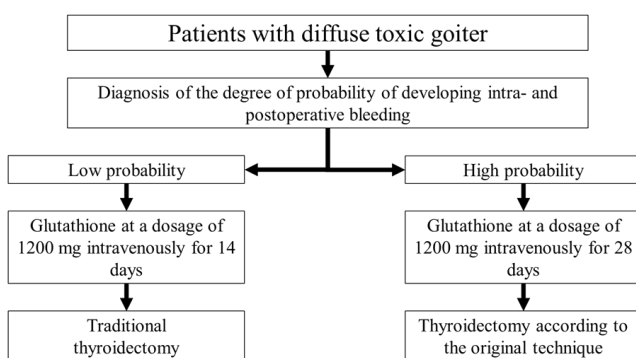 Patients with diffuse toxic goiter
Diagnosis of the degree of probability of developing intra- and
postoperative bleeding
Low probability
High probability
Glutathione at a dosage of
1200 mg intravenously for 14
days
Glutathione at a dosage of
1200 mg intravenously for 28
days
Traditional
thyroidectomy
Thyroidectomy according to
the original technique